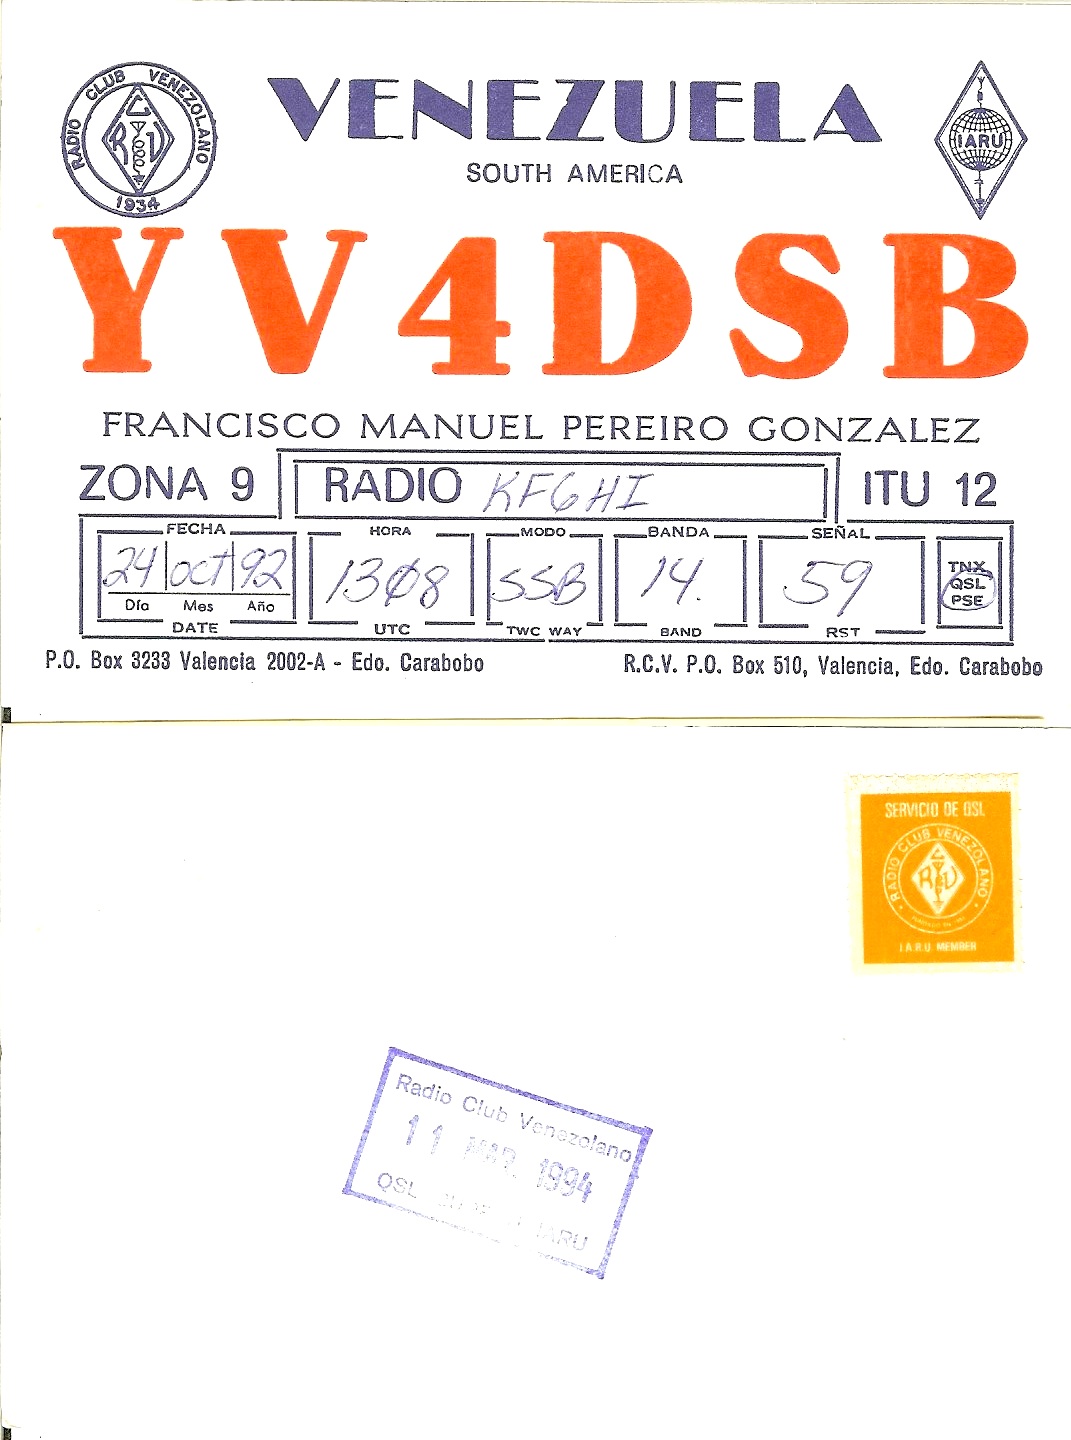 RADIO CLUB VENEZOLANO
R C V
1934
VENEZUELA
SOUTH AMERICA
IARU
YV4DSB
FRANCISCO MANUEL PEREIRO GONZALEZ
ZONA 9 RADIO KF6HI ITU 12
FECHA HORA MODO BANDA SEÑAL
24 OCT 92 13Ø8 SSB 14. 59 TNX QSL PSE
Día Mes Año
DATE UTC TWC WAY BAND RST
P.O. Box 3233 Valencia 2002-A - Edo. Carabobo R.C.V. P.O. Box 510, Valencia, Edo. Carabobo
SERVICIO DE QSL
RADIO CLUB VENEZOLANO
R C V
I.A.R.U. MEMBER
Radio Club Venezolano
11 MAR. 1994
QSL IARU